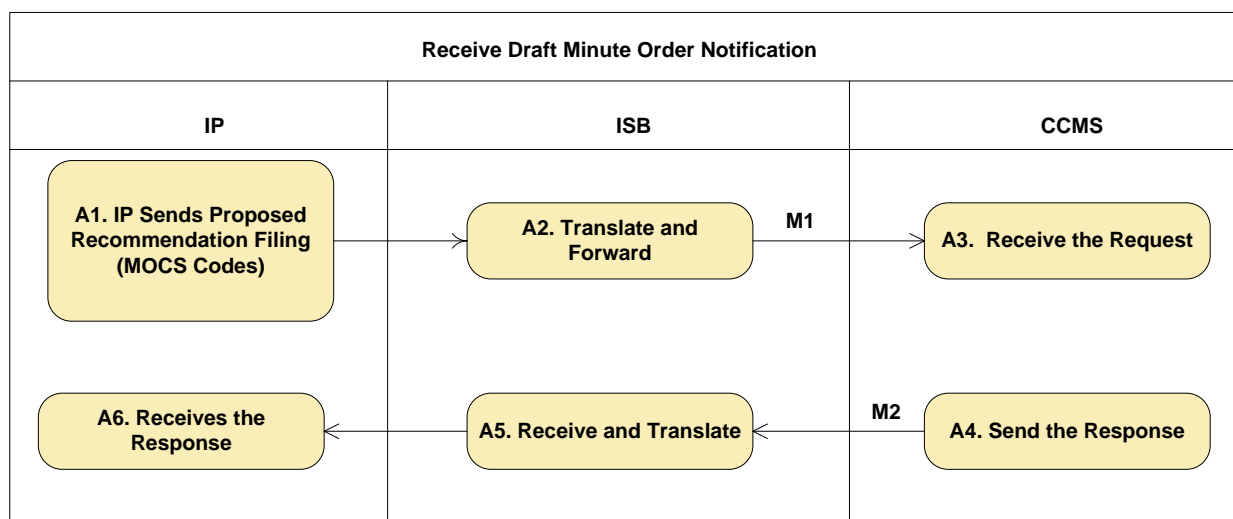 Receive Draft Minute Order Notification
IP
ISB
CCMS
A1. IP Sends Proposed
Recommendation Filing
(MOCS Codes)
A2. Translate and
Forward
M1
A3. Receive the Request
A6. Receives the
Response
A5. Receive and Translate
M2
A4. Send the Response